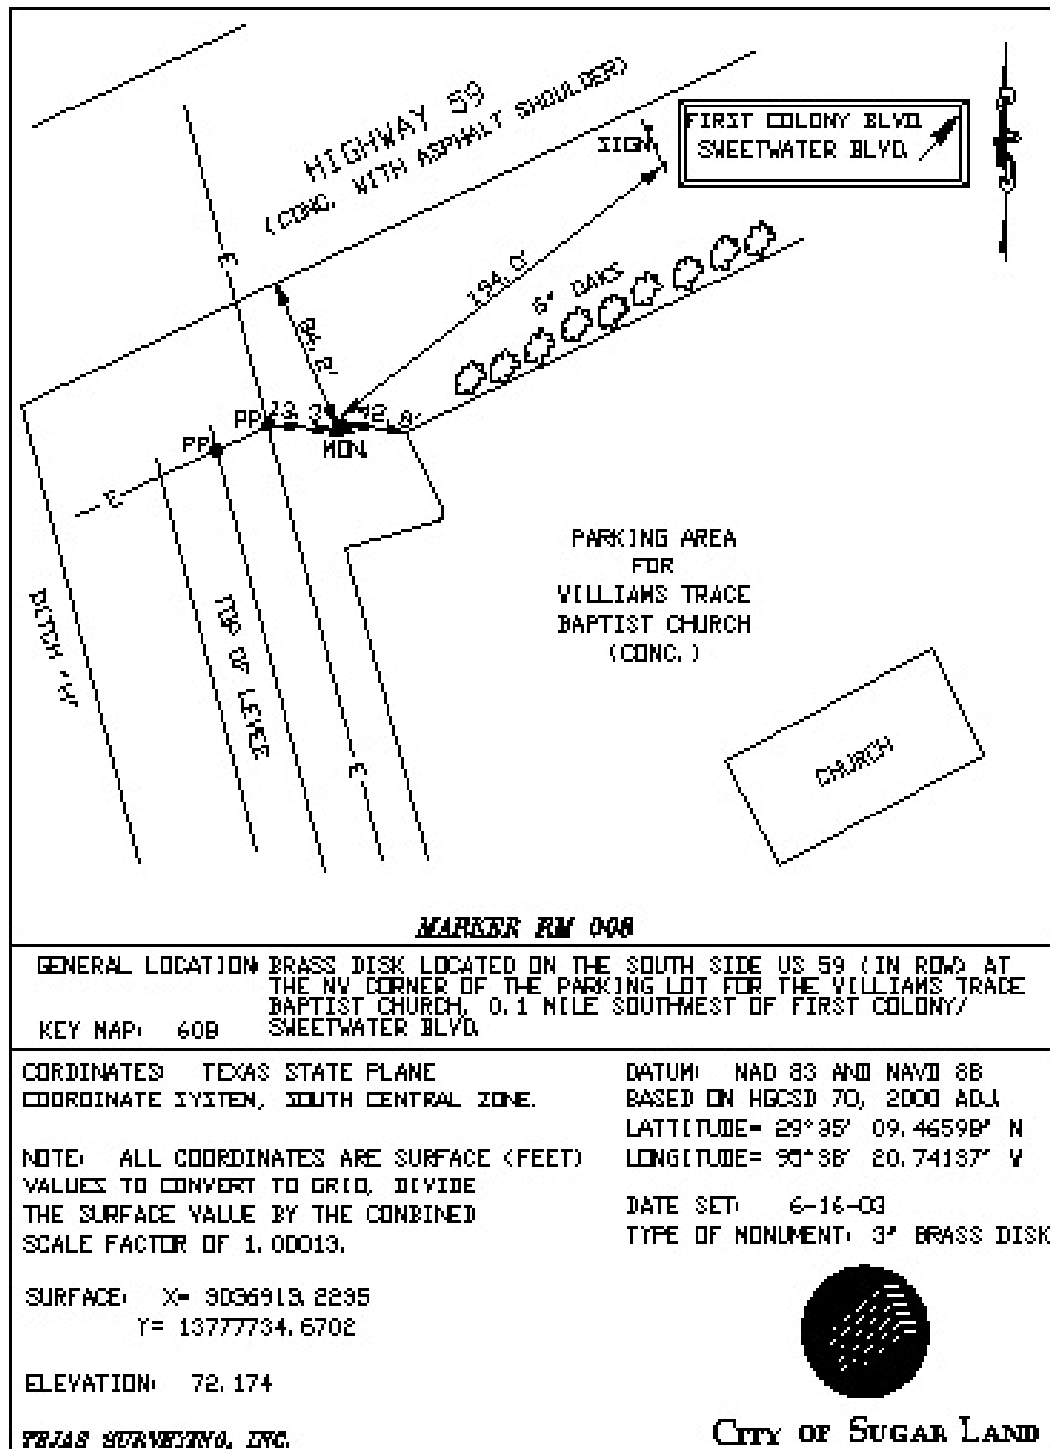 HIGHWAY 59
(CONC. WITH ASPHALT SHOULDER)
FIRST COLONY BLVD.
SWEETWATER BLVD.
SIGN
194.0'
6" OAKS
E
PP
PP
MON.
E
DITCH "H"
TOP OF LEVEE
E
PARKING AREA
FOR
WILLIAMS TRACE
BAPTIST CHURCH
(CONC.)
CHURCH
MARKER RM 008
GENERAL LOCATION: BRASS DISK LOCATED ON THE SOUTH SIDE US 59 (IN ROW) AT
THE NW CORNER OF THE PARKING LOT FOR THE WILLIAMS TRACE
BAPTIST CHURCH, 0.1 MILE SOUTHWEST OF FIRST COLONY/
KEY MAP: 608 SWEETWATER BLVD.
CORDINATES: TEXAS STATE PLANE
COORDINATE SYSTEM, SOUTH CENTRAL ZONE.
NOTE: ALL COORDINATES ARE SURFACE (FEET)
VALUES TO CONVERT TO GRID, DIVIDE
THE SURFACE VALUE BY THE COMBINED
SCALE FACTOR OF 1.00013.
SURFACE: X= 3036913.2295
Y= 13777734.6702
ELEVATION: 72.174
TEJAS SURVEYING, INC.
DATUM: NAD 83 AND NAVD 88
BASED ON HGCSD 70, 2000 ADJ.
LATTITUDE= 29°35' 09.46598" N
LONGITUDE= 95°38' 20.74137" W
DATE SET: 6-16-03
TYPE OF MONUMENT: 3" BRASS DISK
CITY OF SUGAR LAND